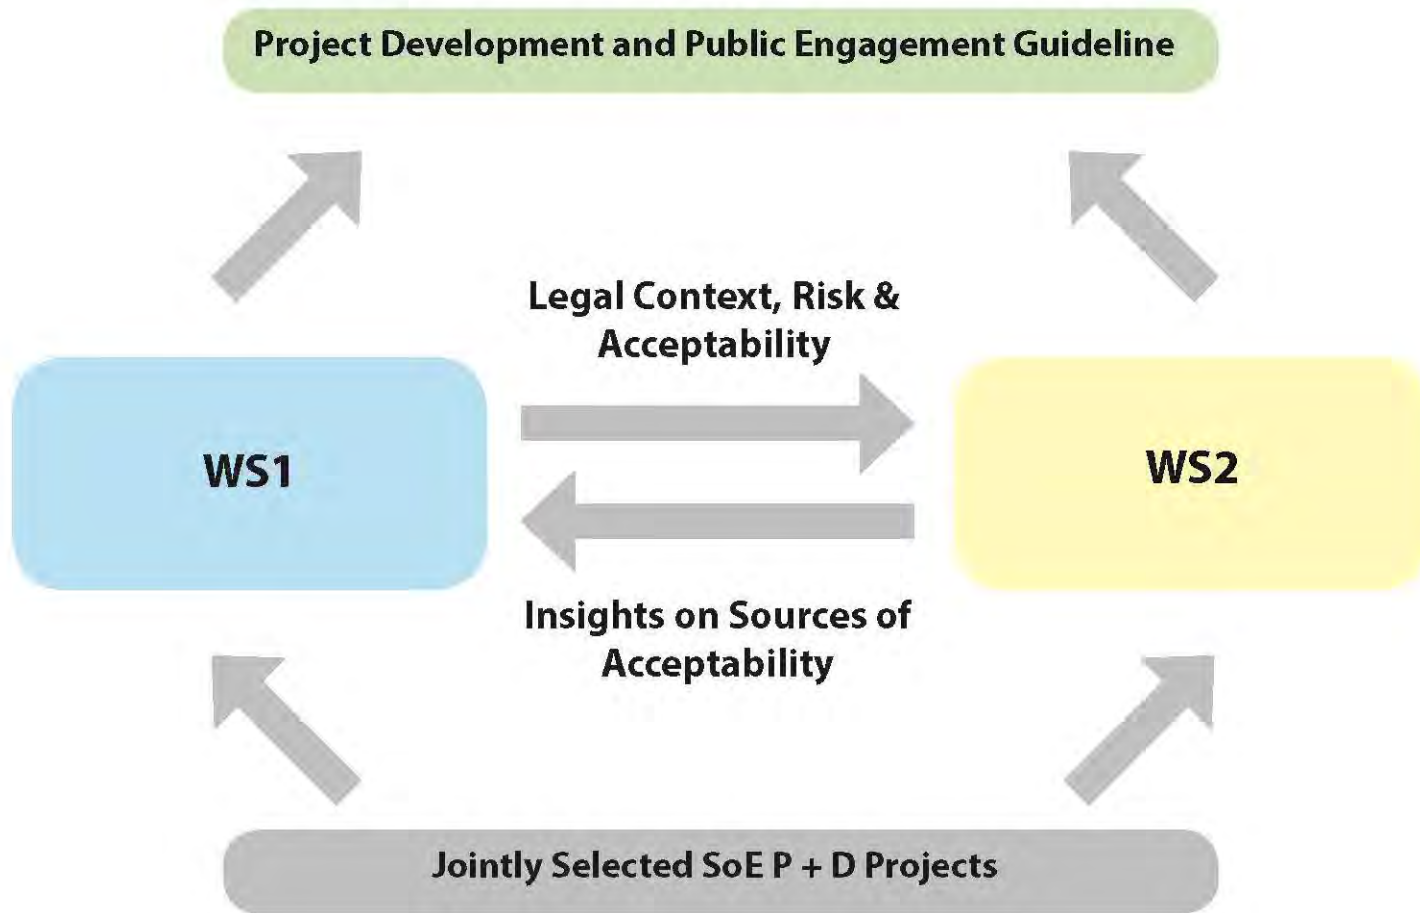 Project Development and Public Engagement Guideline
Legal Context, Risk &
Acceptability
WS1
WS2
Insights on Sources of
Acceptability
Jointly Selected SoE P + D Projects